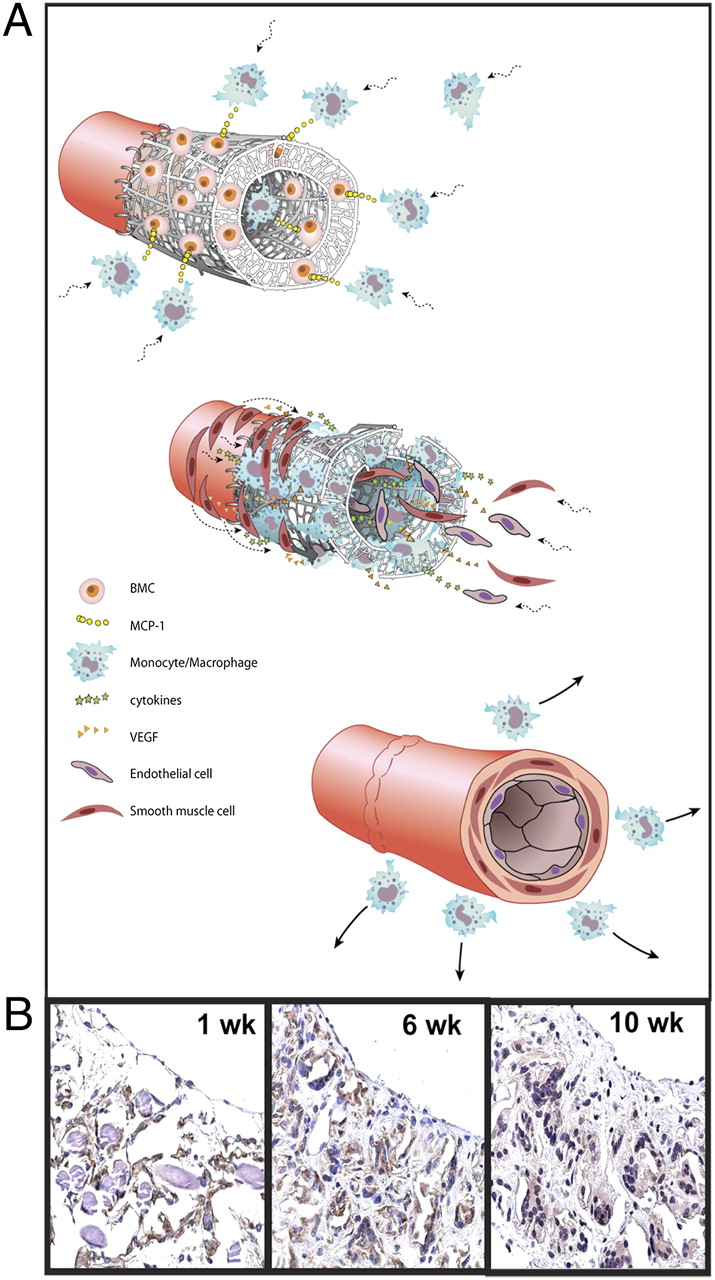 A
BMC
MCP-1
Monocyte/Macrophage
cytokines
VEGF
Endothelial cell
Smooth muscle cell
B
1 wk
6 wk
10 wk